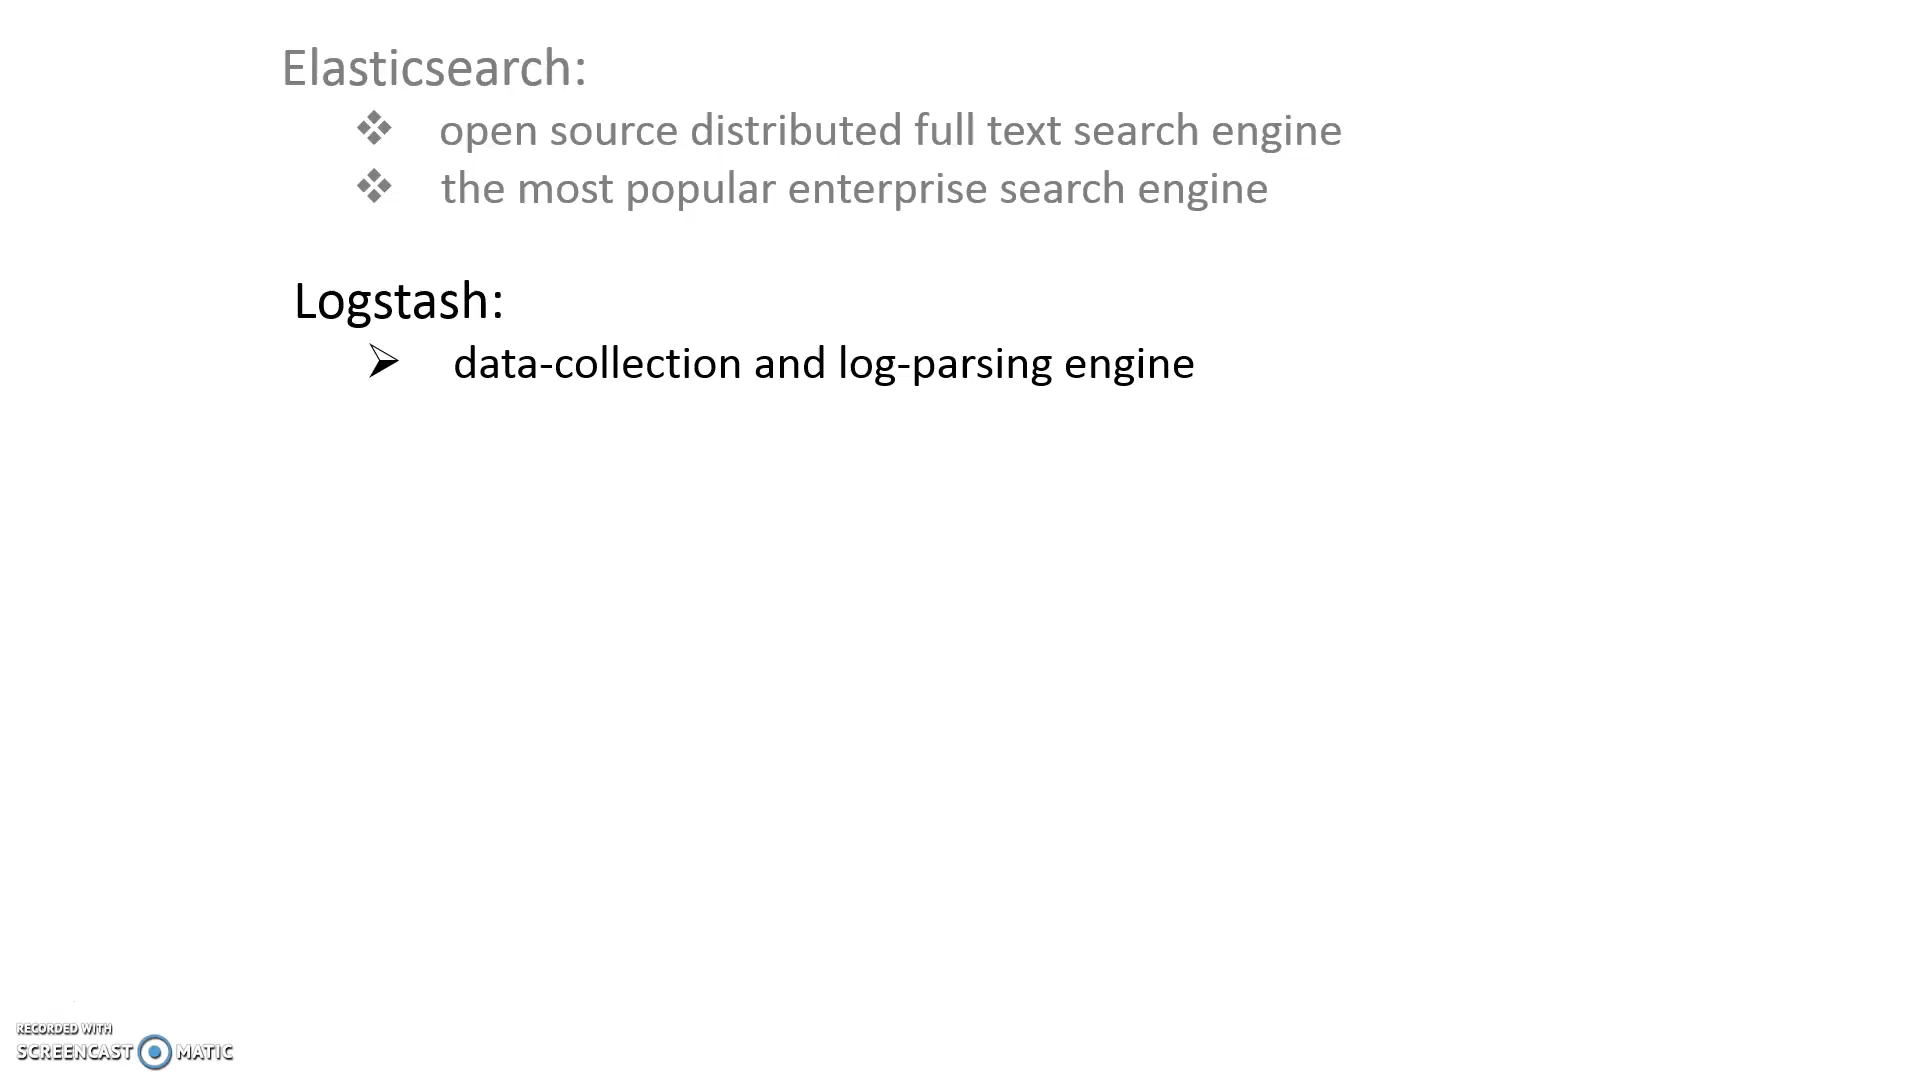 Elasticsearch:
❖ open source distributed full text search engine
❖ the most popular enterprise search engine
Logstash:
➢ data-collection and log-parsing engine
RECORDED WITH
SCREENCAST MATIC